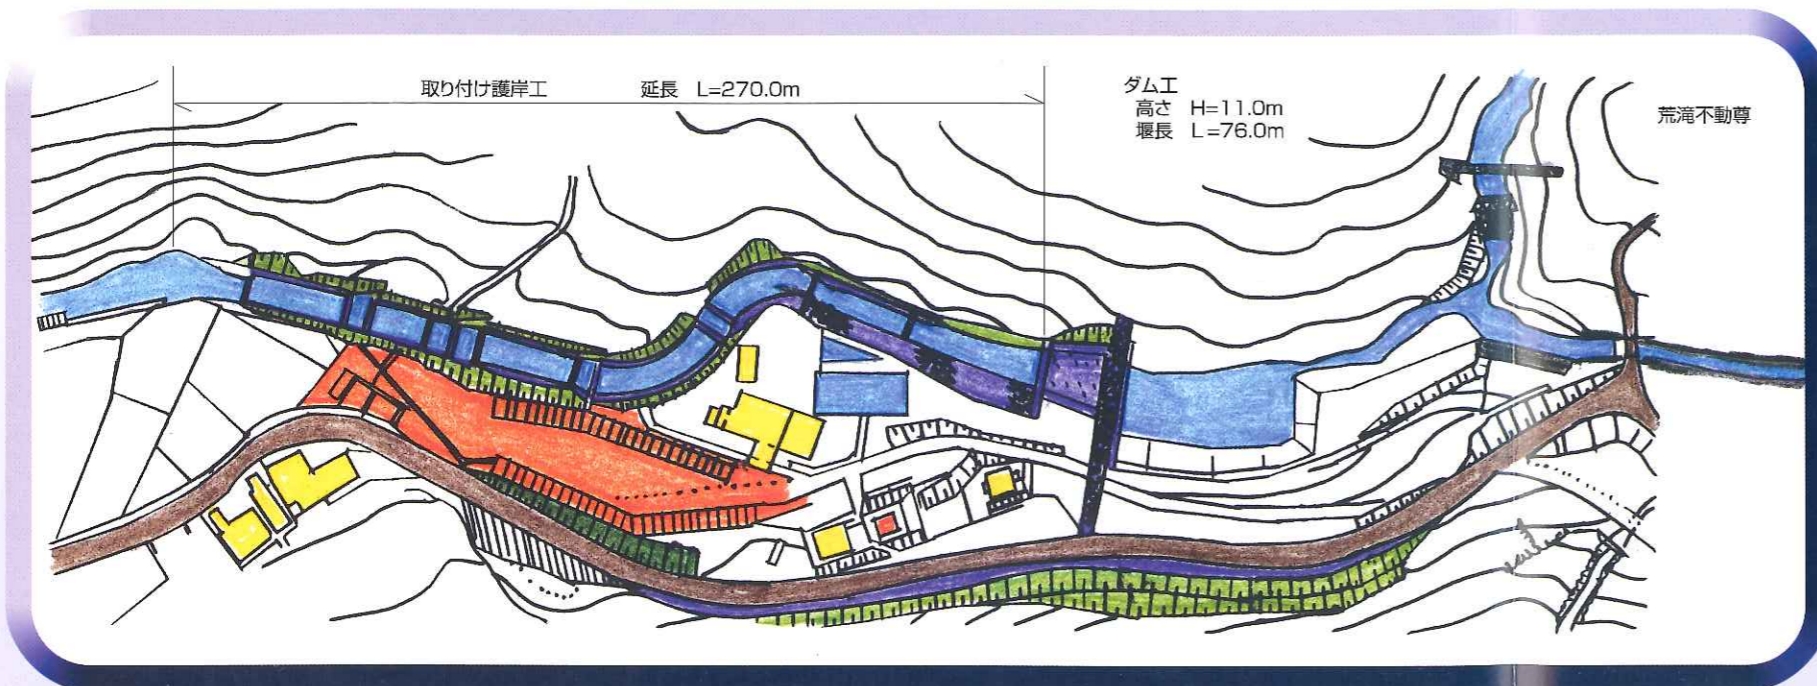 取り付け護岸工 延長 L=270.0m
ダム工
高さ H=11.0m
堰長 L=76.0m
荒滝不動尊